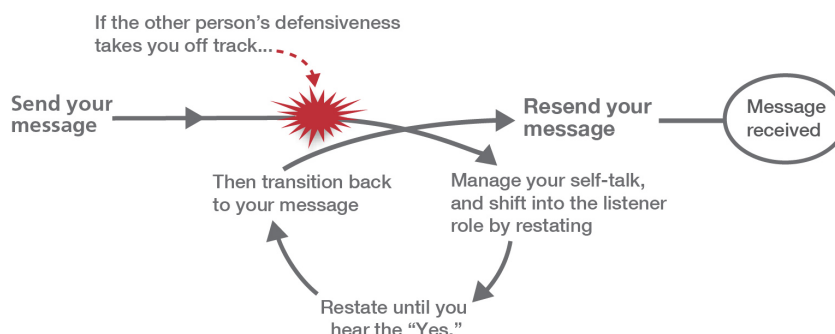 If the other person's defensiveness
takes you off track...
Send your
message
Resend your
message
Message
received
Then transition back
to your message
Manage your self-talk,
and shift into the listener
role by restating
Restate until you
hear the “Yes.”